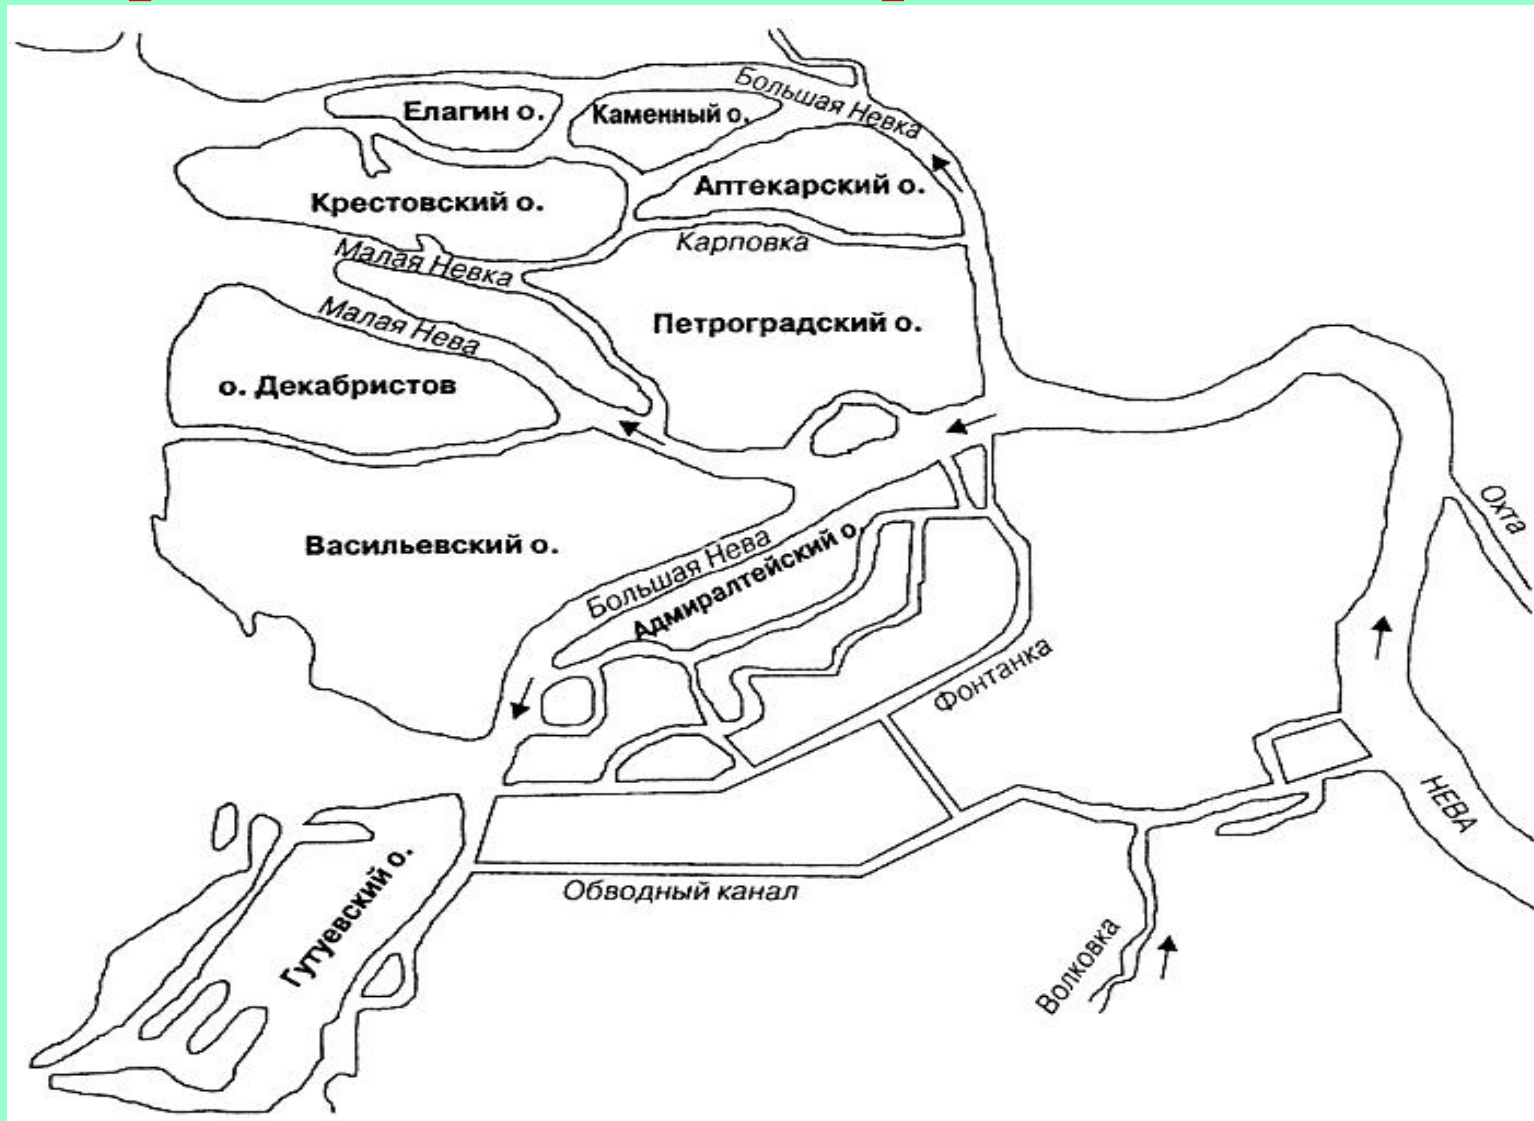 Большая Невка
Елагин о.
Каменный о.
Аптекарский о.
Крестовский о.
Карповка
Малая Невка
Малая Нева
Петроградский о.
о. Декабристов
Охта
Васильевский о.
Большая Нева
Адмиралтейский о.
Фонтанка
НЕВА
Обводный канал
Гутуевский о.
Волковка